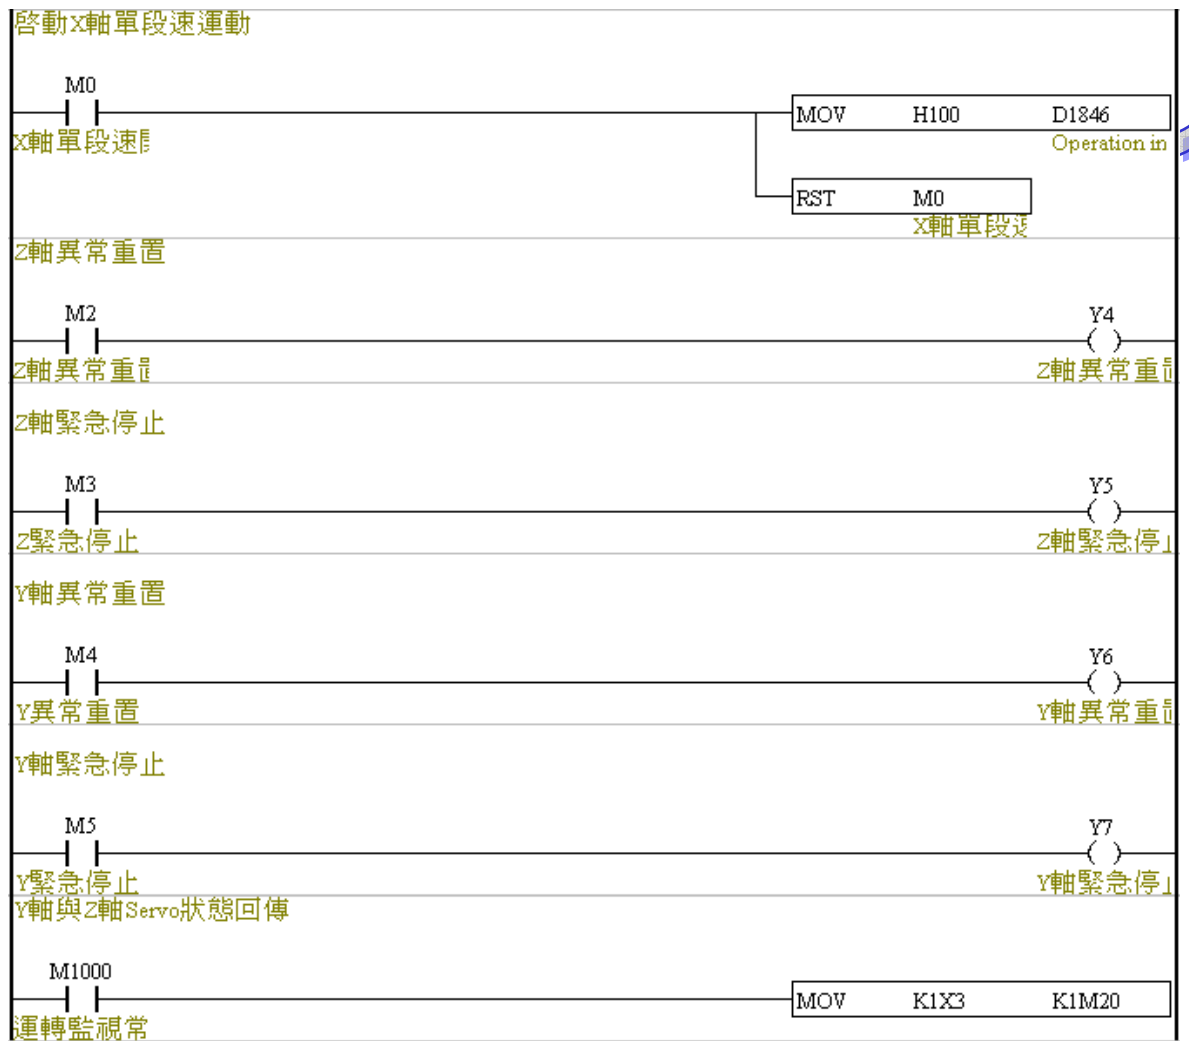 啓動X軸單段速運動
M0
MOV H100 D1846
X軸單段速
Operation in
RST M0
X軸單段
Z軸異常重置
M2 Y4
Z軸異常重 Z軸異常重
Z軸緊急停止
M3 Y5
Z緊急停止 Z軸緊急停
Y軸異常重置
M4 Y6
Y異常重置 Y軸異常重
Y軸緊急停止
M5 Y7
Y緊急停止 Y軸緊急停
Y軸與Z軸Servo狀態回傳
M1000
MOV K1X3 K1M20
運轉監視常